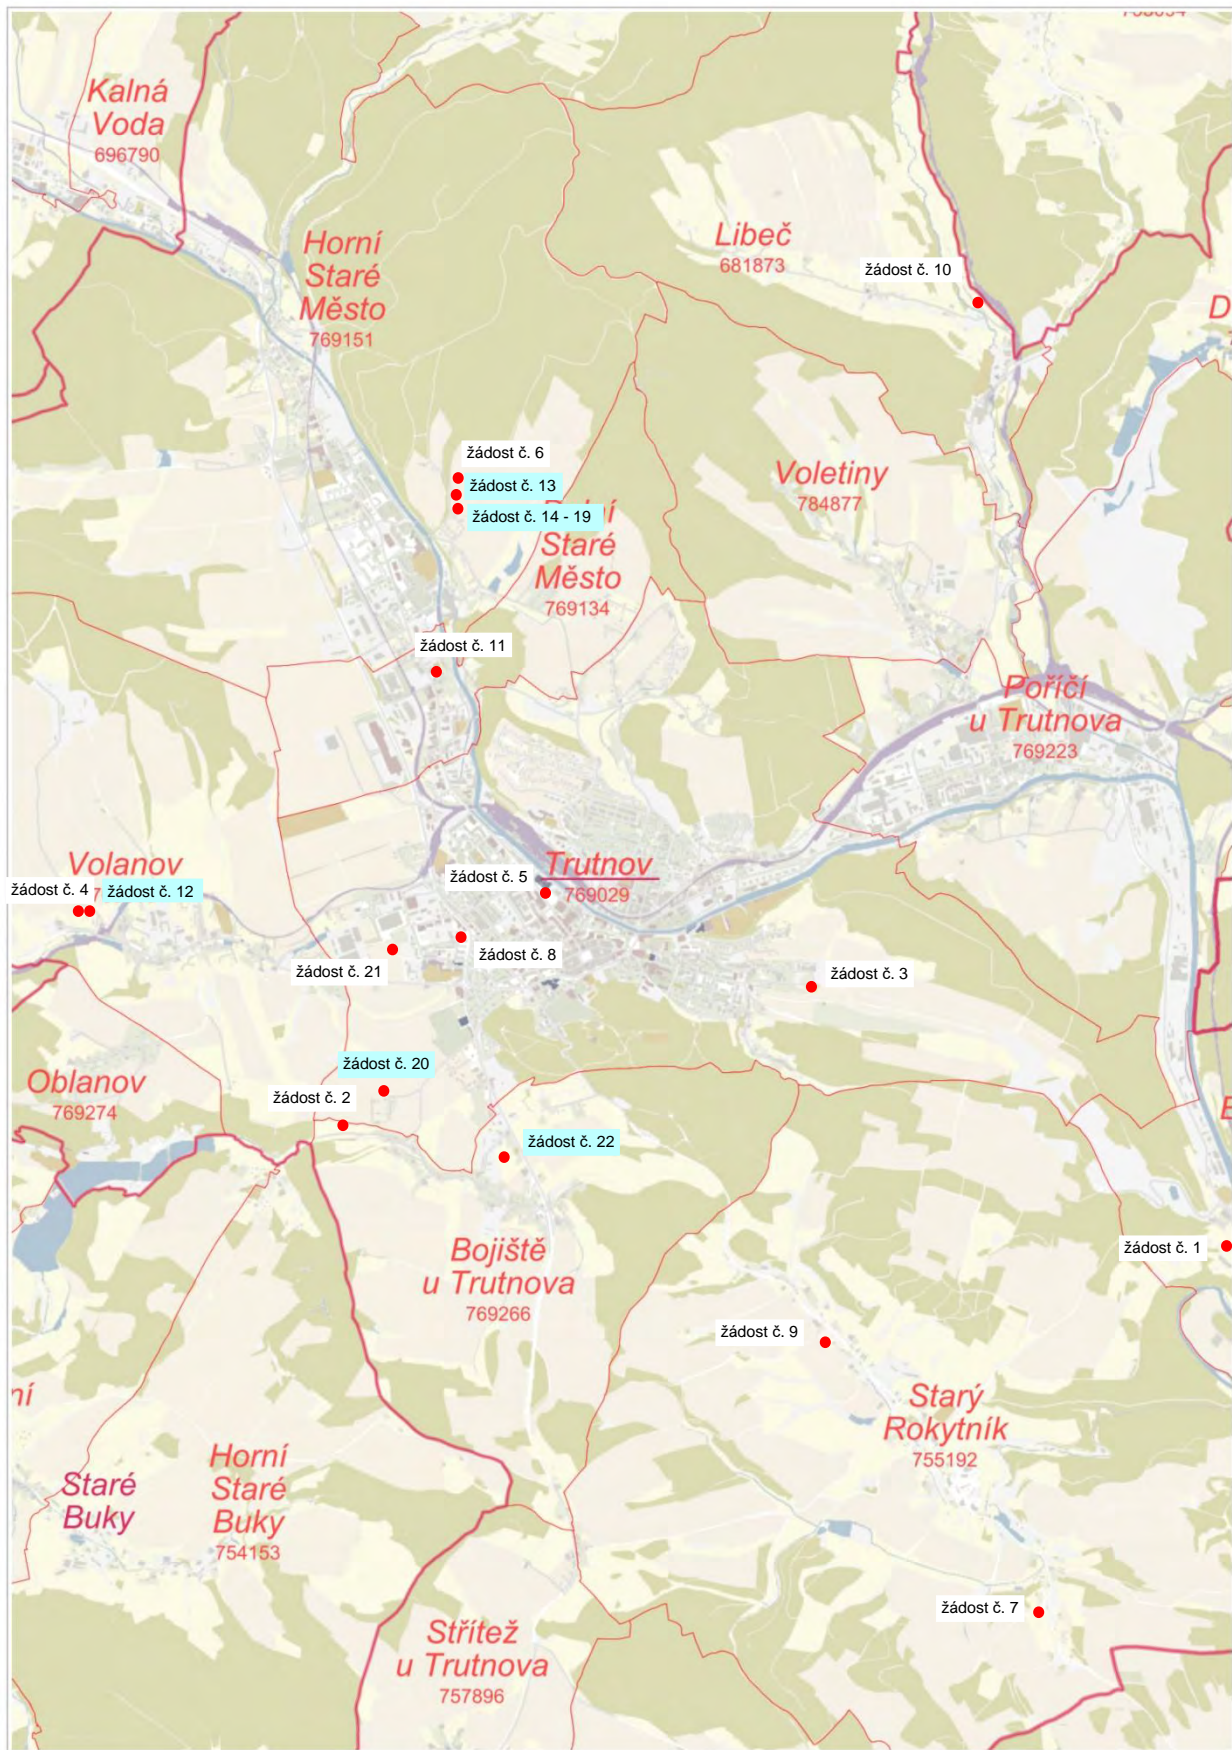 Kalná
Voda
696790
Horní
Staré
Město
769151
Libeč
681873
žádost č. 10
D
žádost č. 6
žádost č. 13
žádost č. 14 - 19
Staré
Město
769134
Voletiny
784877
žádost č. 11
Poříčí
u Trutnova
769223
Volanov
7
žádost č. 4
žádost č. 12
žádost č. 5
Trutnov
769029
žádost č. 21
žádost č. 8
žádost č. 3
Oblanov
769274
žádost č. 20
žádost č. 2
žádost č. 22
Bojiště
u Trutnova
769266
žádost č. 1
žádost č. 9
Starý
Rokytník
755192
ní
Staré
Buky
Horní
Staré
Buky
754153
žádost č. 7
Střítež
u Trutnova
757896